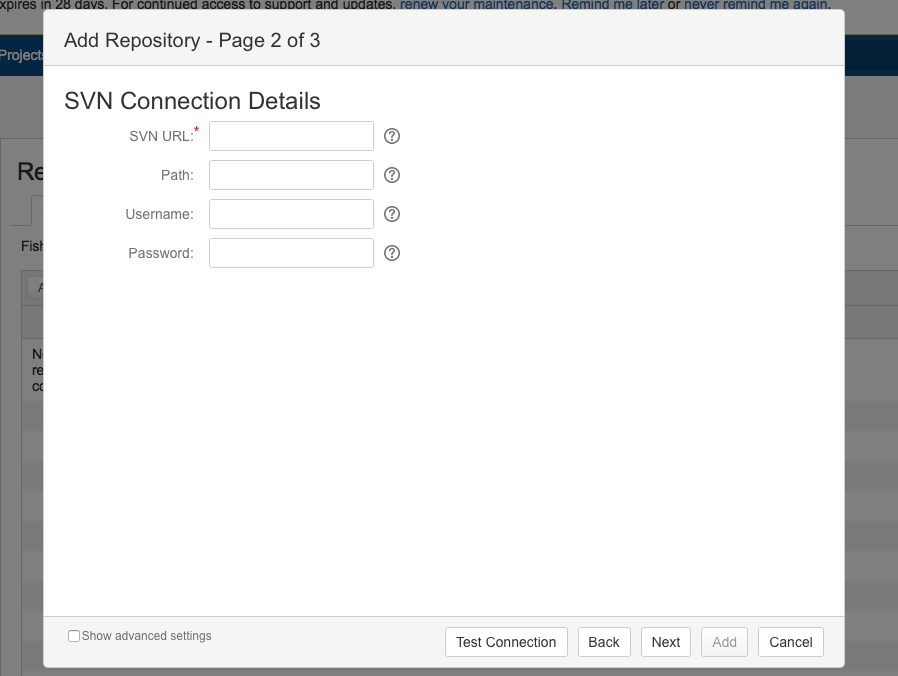 xpires in 28 days. For continued access to support and updates, renew your maintenance. Remind me later or never remind me again.
Projects
Add Repository - Page 2 of 3
SVN Connection Details
SVN URL:*
Path:
Username:
Password:
Re
Fish
A
re
co
Show advanced settings
Test Connection
Back
Next
Add
Cancel